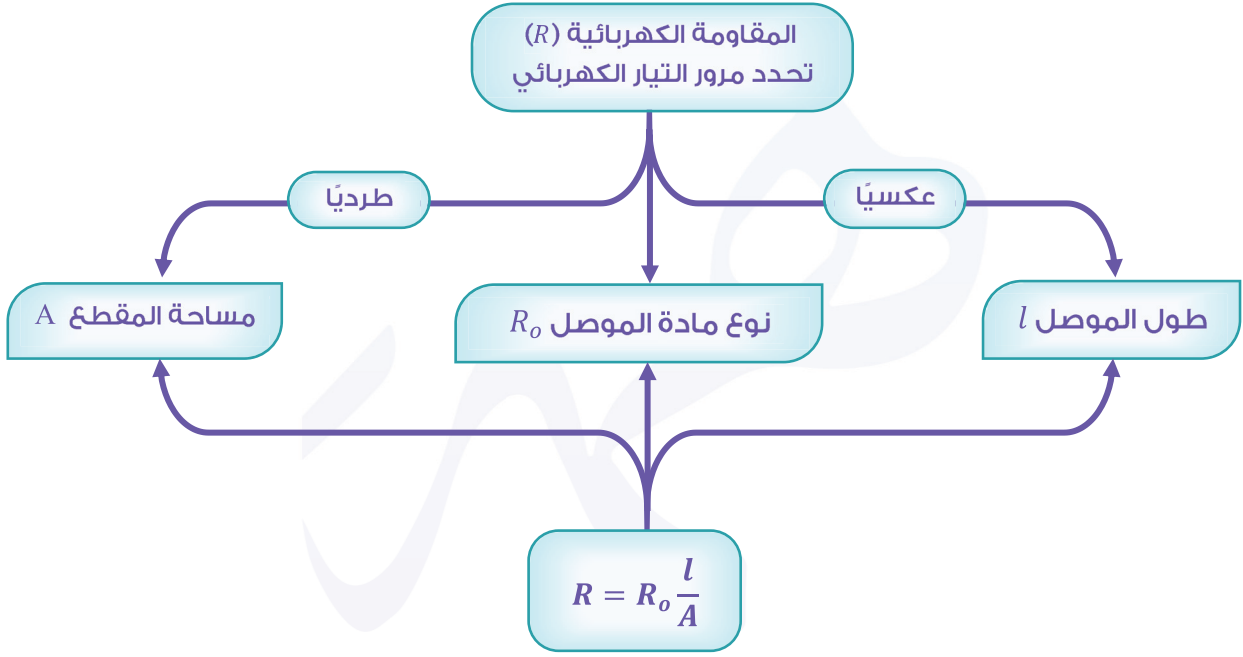 المقاومة الكهربائية (R)
تحدد مرور التيار الكهربائي
عكسيًا
طرديًا
طول الموصل l
نوع مادة الموصل Rₒ
مساحة المقطع A
R = Rₒ l/A